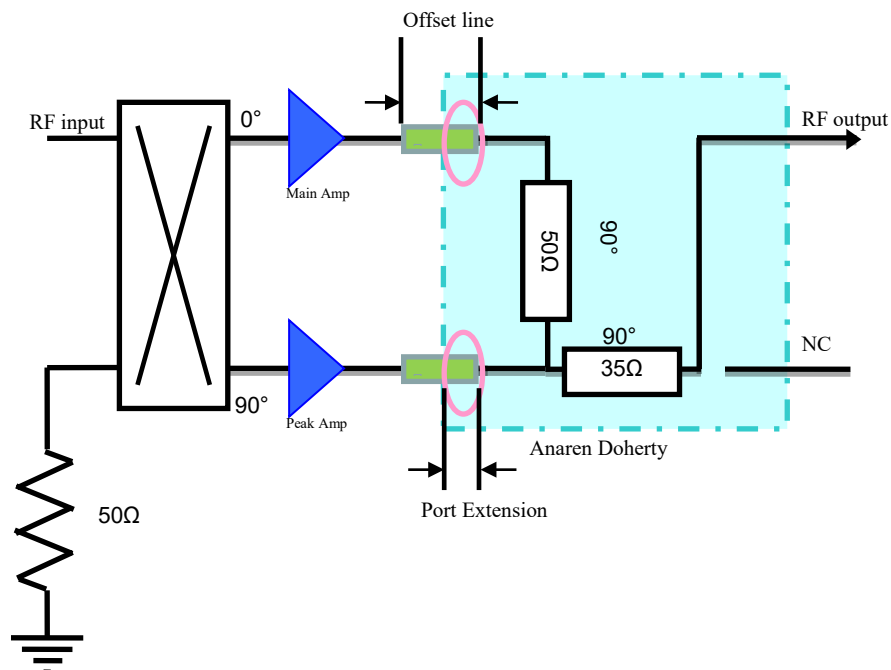 Offset line
RF input
0°
RF output
Main Amp
50Ω
90°
90°
NC
35Ω
90°
Peak Amp
Anaren Doherty
Port Extension
50Ω